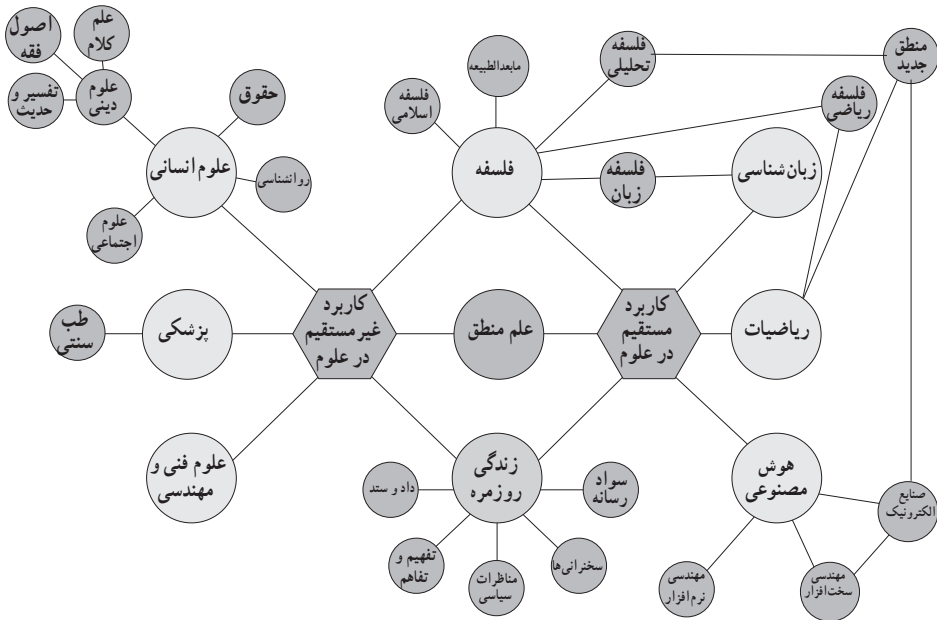 اصول
فقه
علم
کلام
علوم
دینی
تفسیر و
حدیث
حقوق
علوم انسانی
روانشناسی
علوم
اجتماعی
مابعدالطبیعه
فلسفه
اسلامی
فلسفه
تحلیلی
منطق
جدید
فلسفه
ریاضی
فلسفه
فلسفه
زبان
زبان‌شناسی
کاربرد
مستقیم
در علوم
علم منطق
کاربرد
غیرمستقیم
در علوم
ریاضیات
پزشکی
طب
سنتی
علوم فنی و
مهندسی
زندگی
روزمره
داد و ستد
تفهیم و
تفاهم
مناظرات
سیاسی
سخنرانی‌ها
سواد
رسانه
هوش
مصنوعی
صنایع
الکترونیک
مهندسی
سخت‌افزار
مهندسی
نرم‌افزار